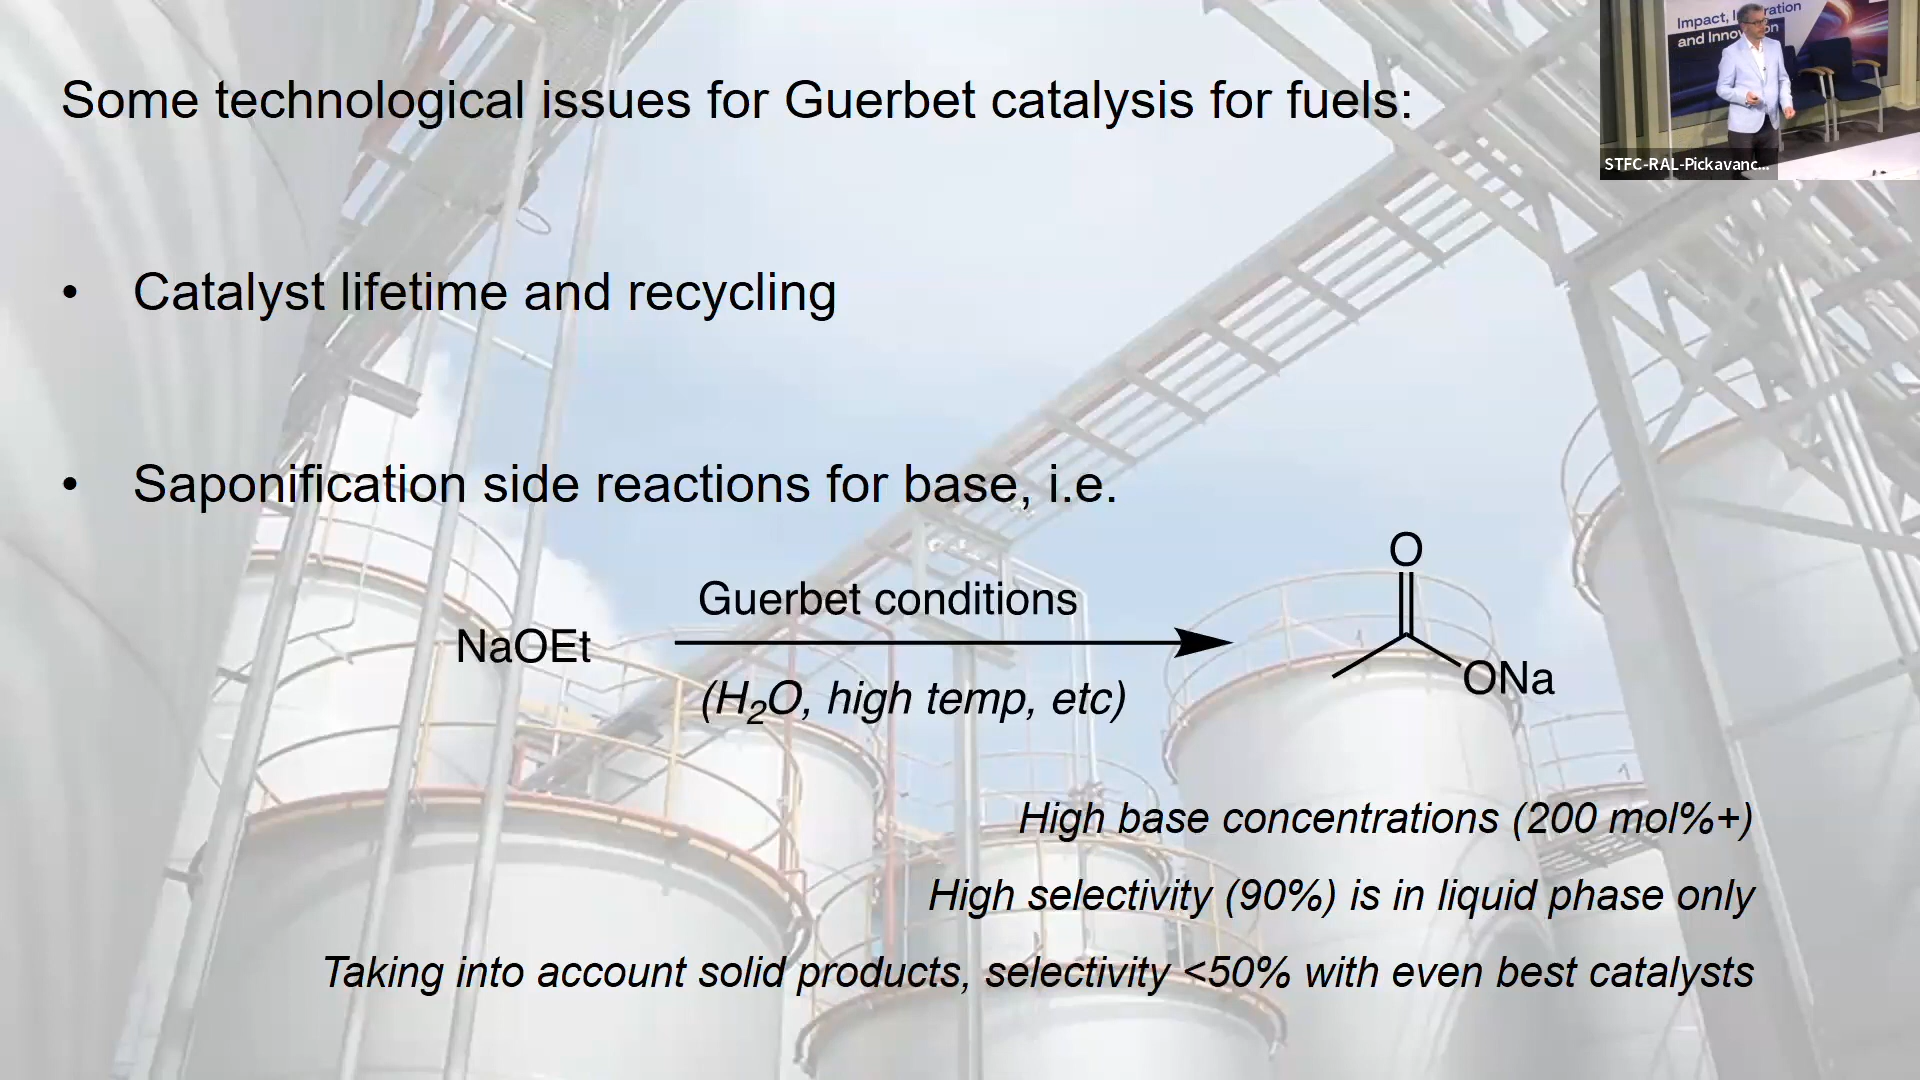 Some technological issues for Guerbet catalysis for fuels:
Impact, I ration
and Inno on
STFC-RAL-Pickavanc...
• Catalyst lifetime and recycling
• Saponification side reactions for base, i.e.
NaOEt
Guerbet conditions
(H₂O, high temp, etc)
O
ONa
High base concentrations (200 mol%+)
High selectivity (90%) is in liquid phase only
Taking into account solid products, selectivity <50% with even best catalysts